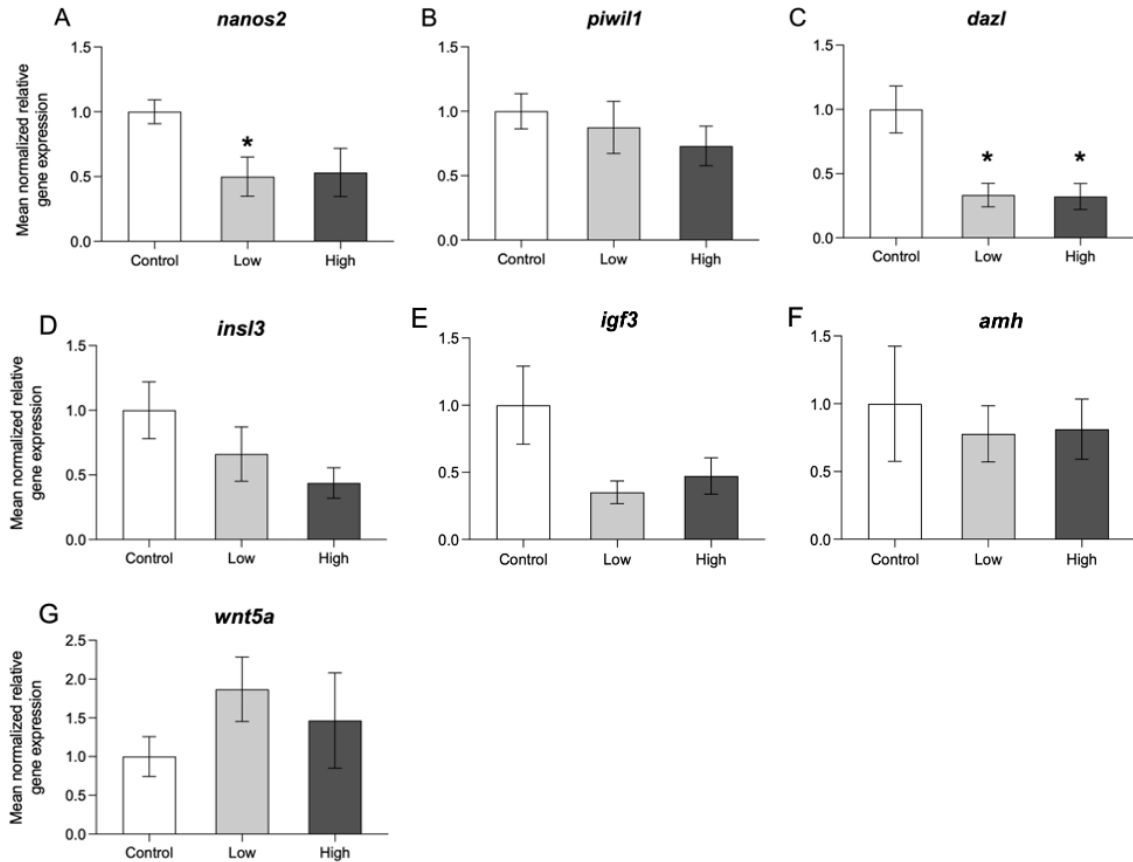 A
nanos2
Mean normalized relative
gene expression
1.5
1.0
0.5
0.0
*
Control Low High
B
piwil1
1.5
1.0
0.5
0.0
Control Low High
C
dazl
1.5
1.0
0.5
0.0
* *
Control Low High
D
insl3
Mean normalized relative
gene expression
1.5
1.0
0.5
0.0
Control Low High
E
igf3
1.5
1.0
0.5
0.0
Control Low High
F
amh
1.5
1.0
0.5
0.0
Control Low High
G
wnt5a
Mean normalized relative
gene expression
2.5
2.0
1.5
1.0
0.5
0.0
Control Low High